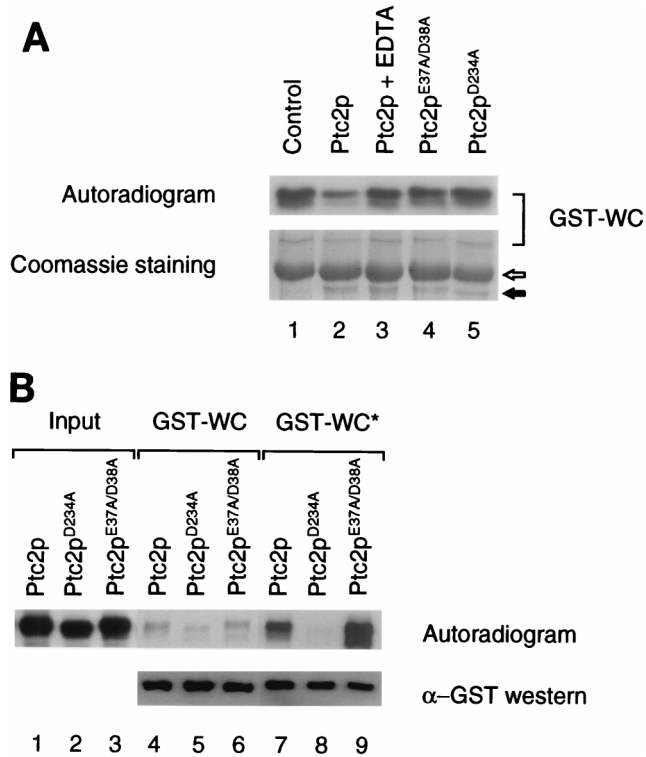 A
Control
Ptc2p
Ptc2p + EDTA
Ptc2pE37A/D38A
Ptc2pD234A
Autoradiogram
GST-WC
Coomassie staining
1 2 3 4 5
B
Input GST-WC GST-WC*
Ptc2p
Ptc2pD234A
Ptc2pE37A/D38A
Ptc2p
Ptc2pD234A
Ptc2pE37A/D38A
Ptc2p
Ptc2pD234A
Ptc2pE37A/D38A
Autoradiogram
α–GST western
1 2 3 4 5 6 7 8 9